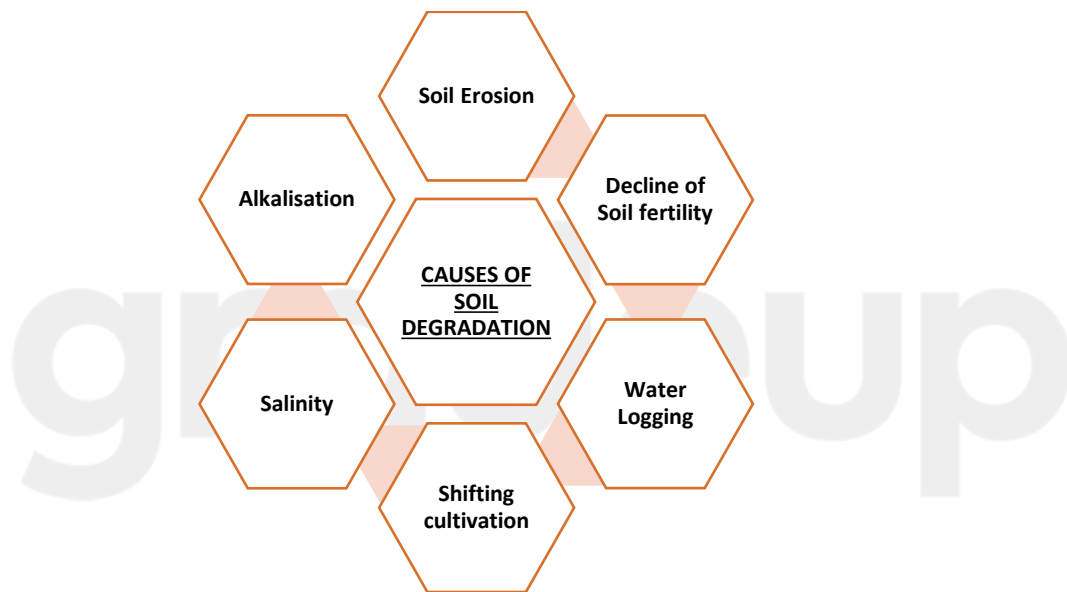 Soil Erosion
Decline of
Soil fertility
Water
Logging
Shifting
cultivation
Salinity
Alkalisation
CAUSES OF
SOIL
DEGRADATION